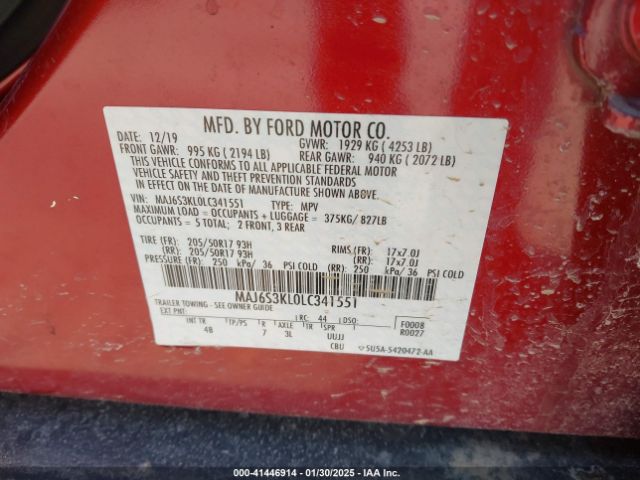 MFD. BY FORD MOTOR CO.
DATE: 12/19 GVWR: 1929 KG ( 4253 LB)
FRONT GAWR: 995 KG ( 2194 LB) REAR GAWR: 940 KG ( 2072 LB)
THIS VEHICLE CONFORMS TO ALL APPLICABLE FEDERAL MOTOR
VEHICLE SAFETY AND THEFT PREVENTION STANDARDS
IN EFFECT ON THE DATE OF MANUFACTURE SHOWN ABOVE.
VIN: MAJ6S3KL0LC341551 TYPE: MPV
MAXIMUM LOAD = OCCUPANTS + LUGGAGE = 375KG/ 827LB
OCCUPANTS = 5 TOTAL; 2 FRONT, 3 REAR
TIRE (FR): 205/50R17 93H RIMS (FR): 17x7.0J
(RR): 205/50R17 93H (RR): 17x7.0J
PRESSURE (FR): 250 kPa/ 36 PSI COLD (RR): 250 kPa/ 36 PSI COLD
MAJ6S3KL0LC341551
TRAILER TOWING - SEE OWNER GUIDE
EXT PNT: RC: 44 DSO: F0008
INT TR TP/PS R AXLE TR SPR R0027
4B 7 3L UUJJ
CBU 5U5A-5420472-AA
000-41446914 - 01/30/2025 - IAA Inc.